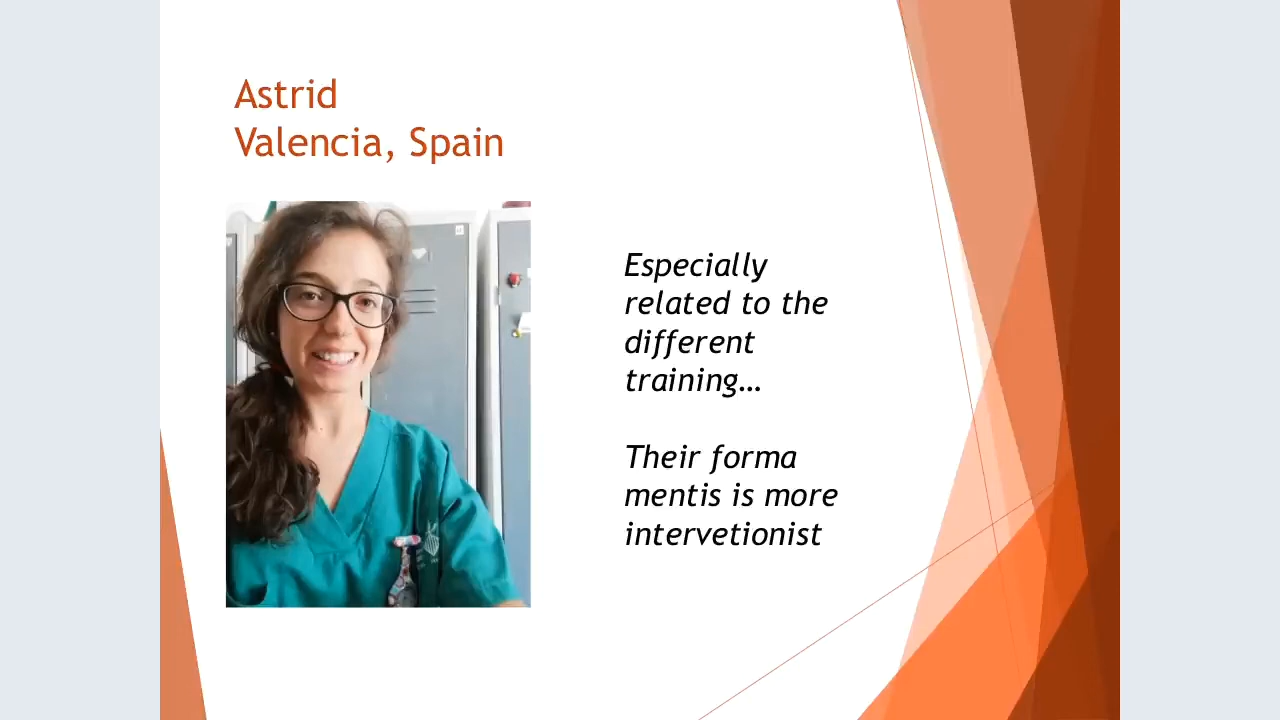 Astrid
Valencia, Spain
Especially
related to the
different
training…
Their forma
mentis is more
intervetionist